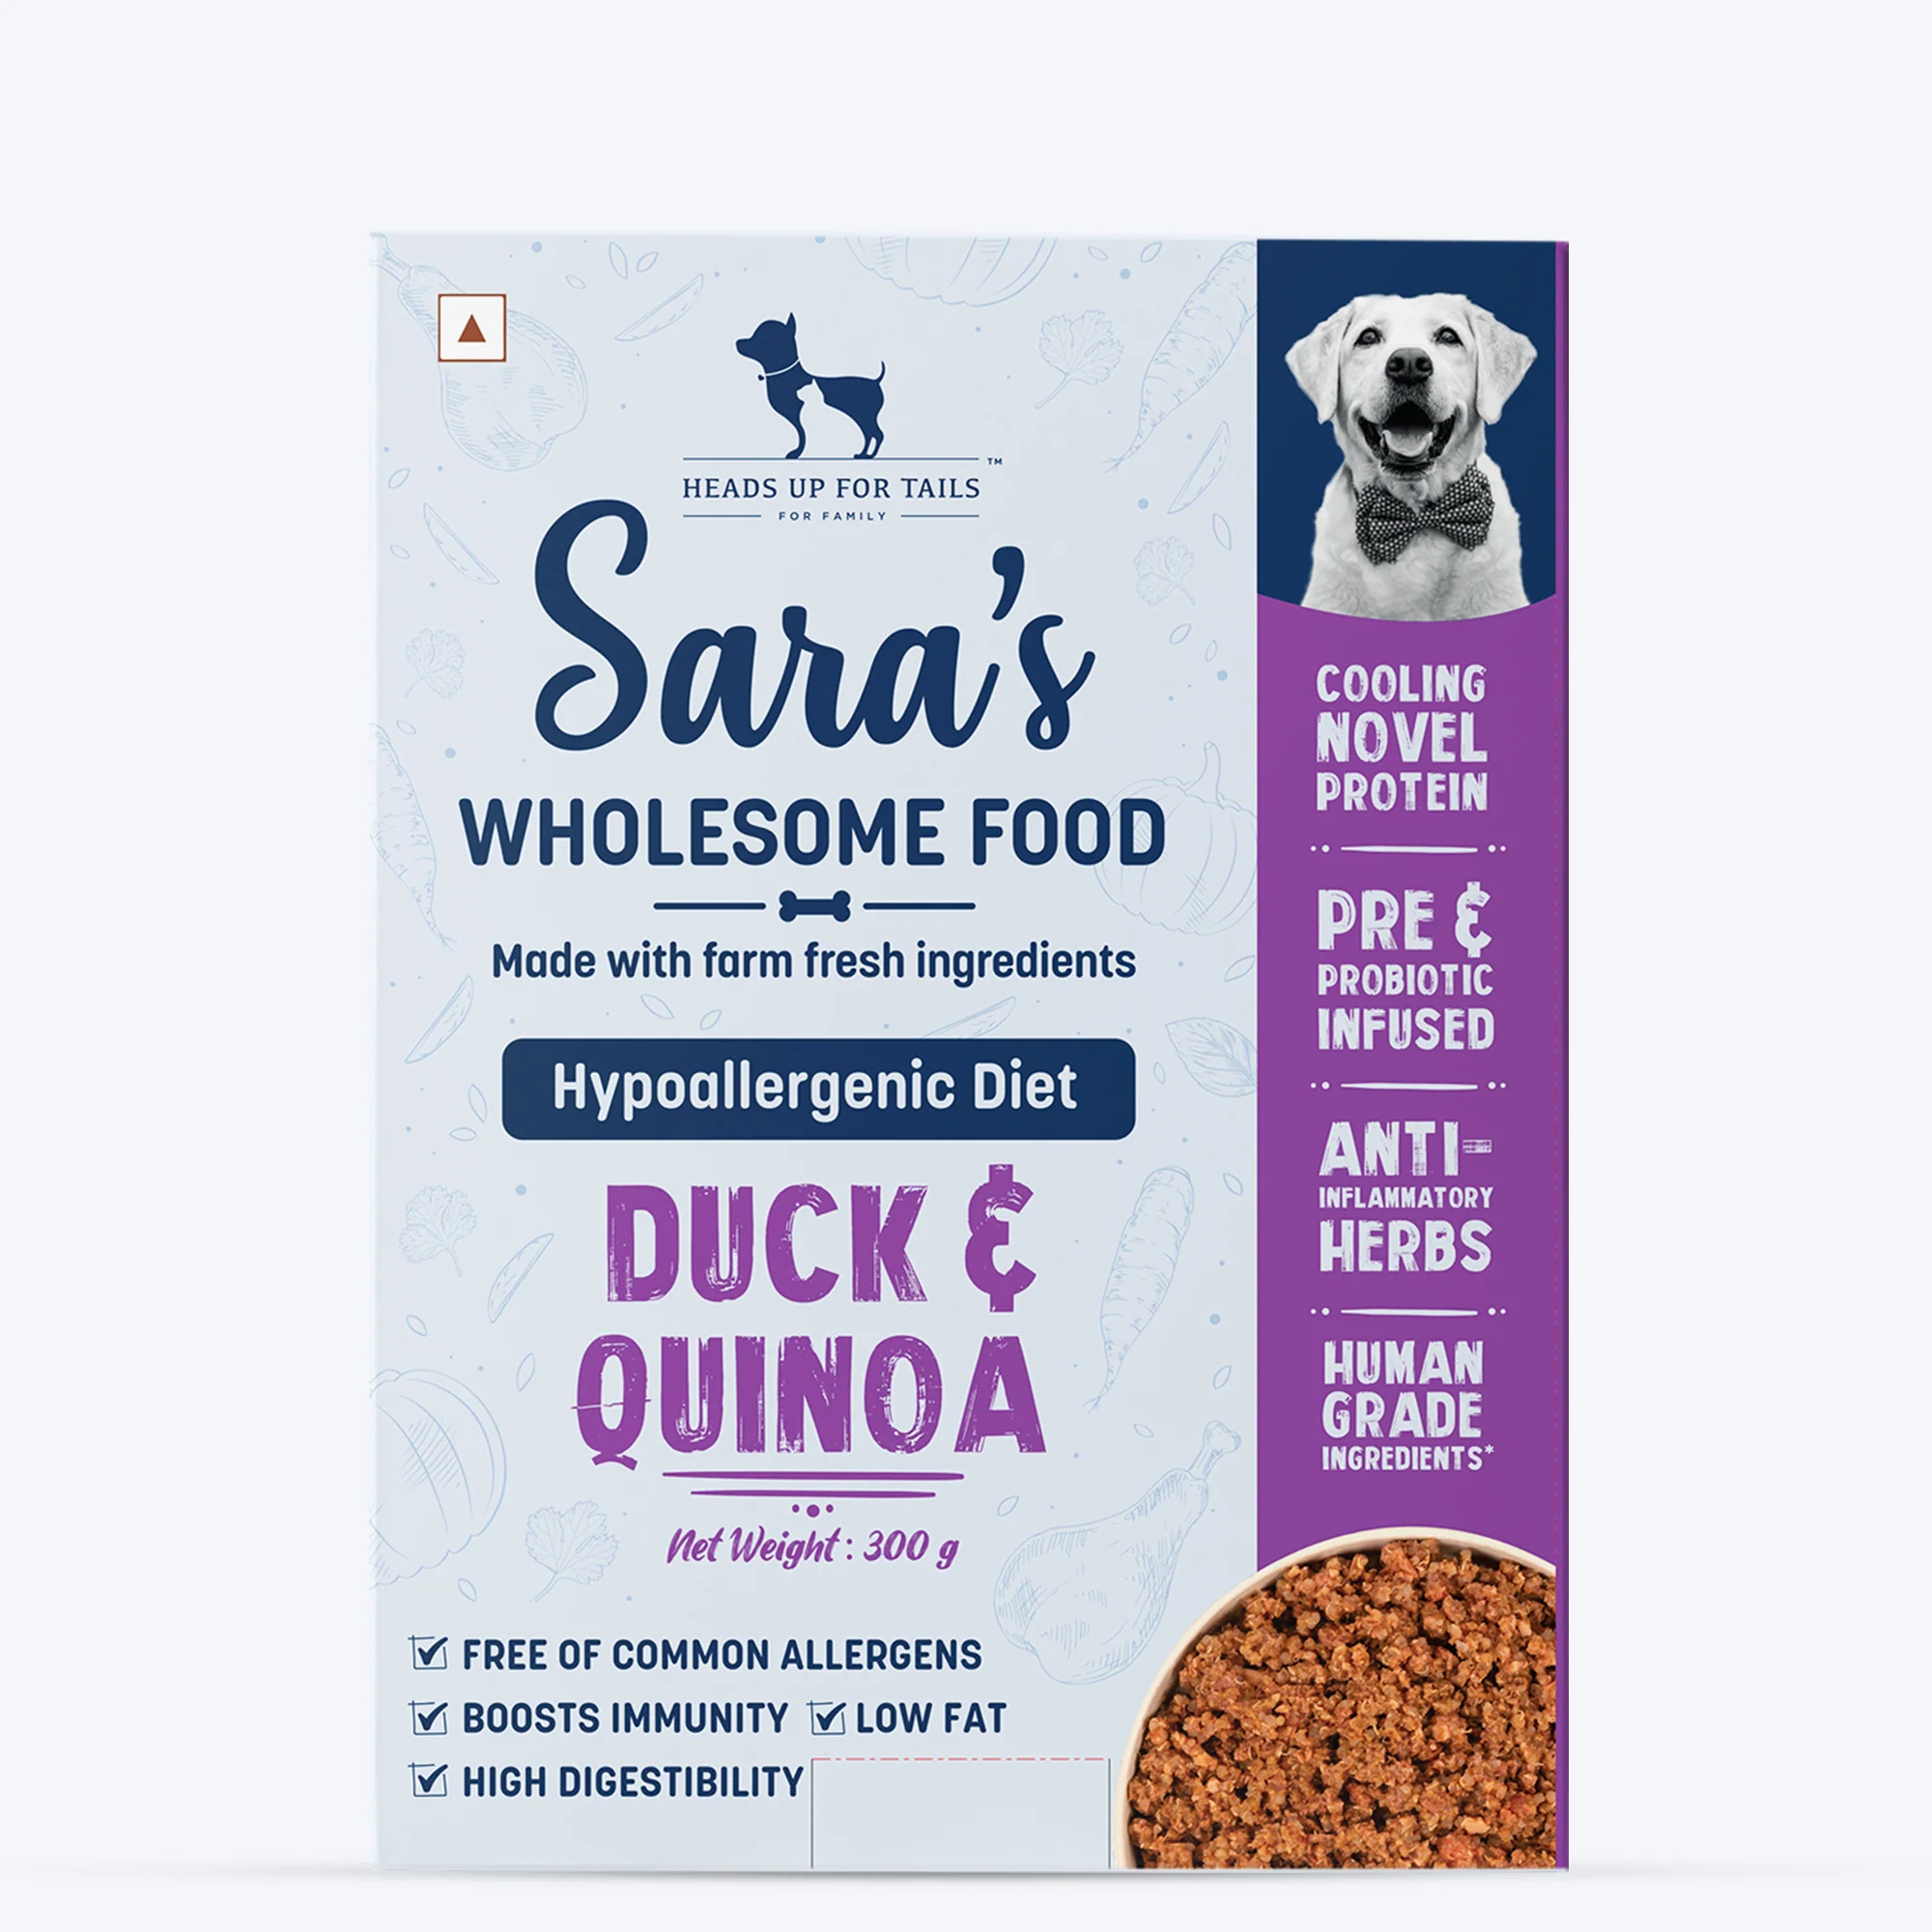 HEADS UP FOR TAILS™
FOR FAMILY
Sara's
WHOLESOME FOOD
Made with farm fresh ingredients
Hypoallergenic Diet
DUCK &
QUINOA
Net Weight : 300 g
FREE OF COMMON ALLERGENS
BOOSTS IMMUNITY LOW FAT
HIGH DIGESTIBILITY
COOLING
NOVEL
PROTEIN
PRE &
PROBIOTIC
INFUSED
ANTI-
INFLAMMATORY
HERBS
HUMAN
GRADE
INGREDIENTS*